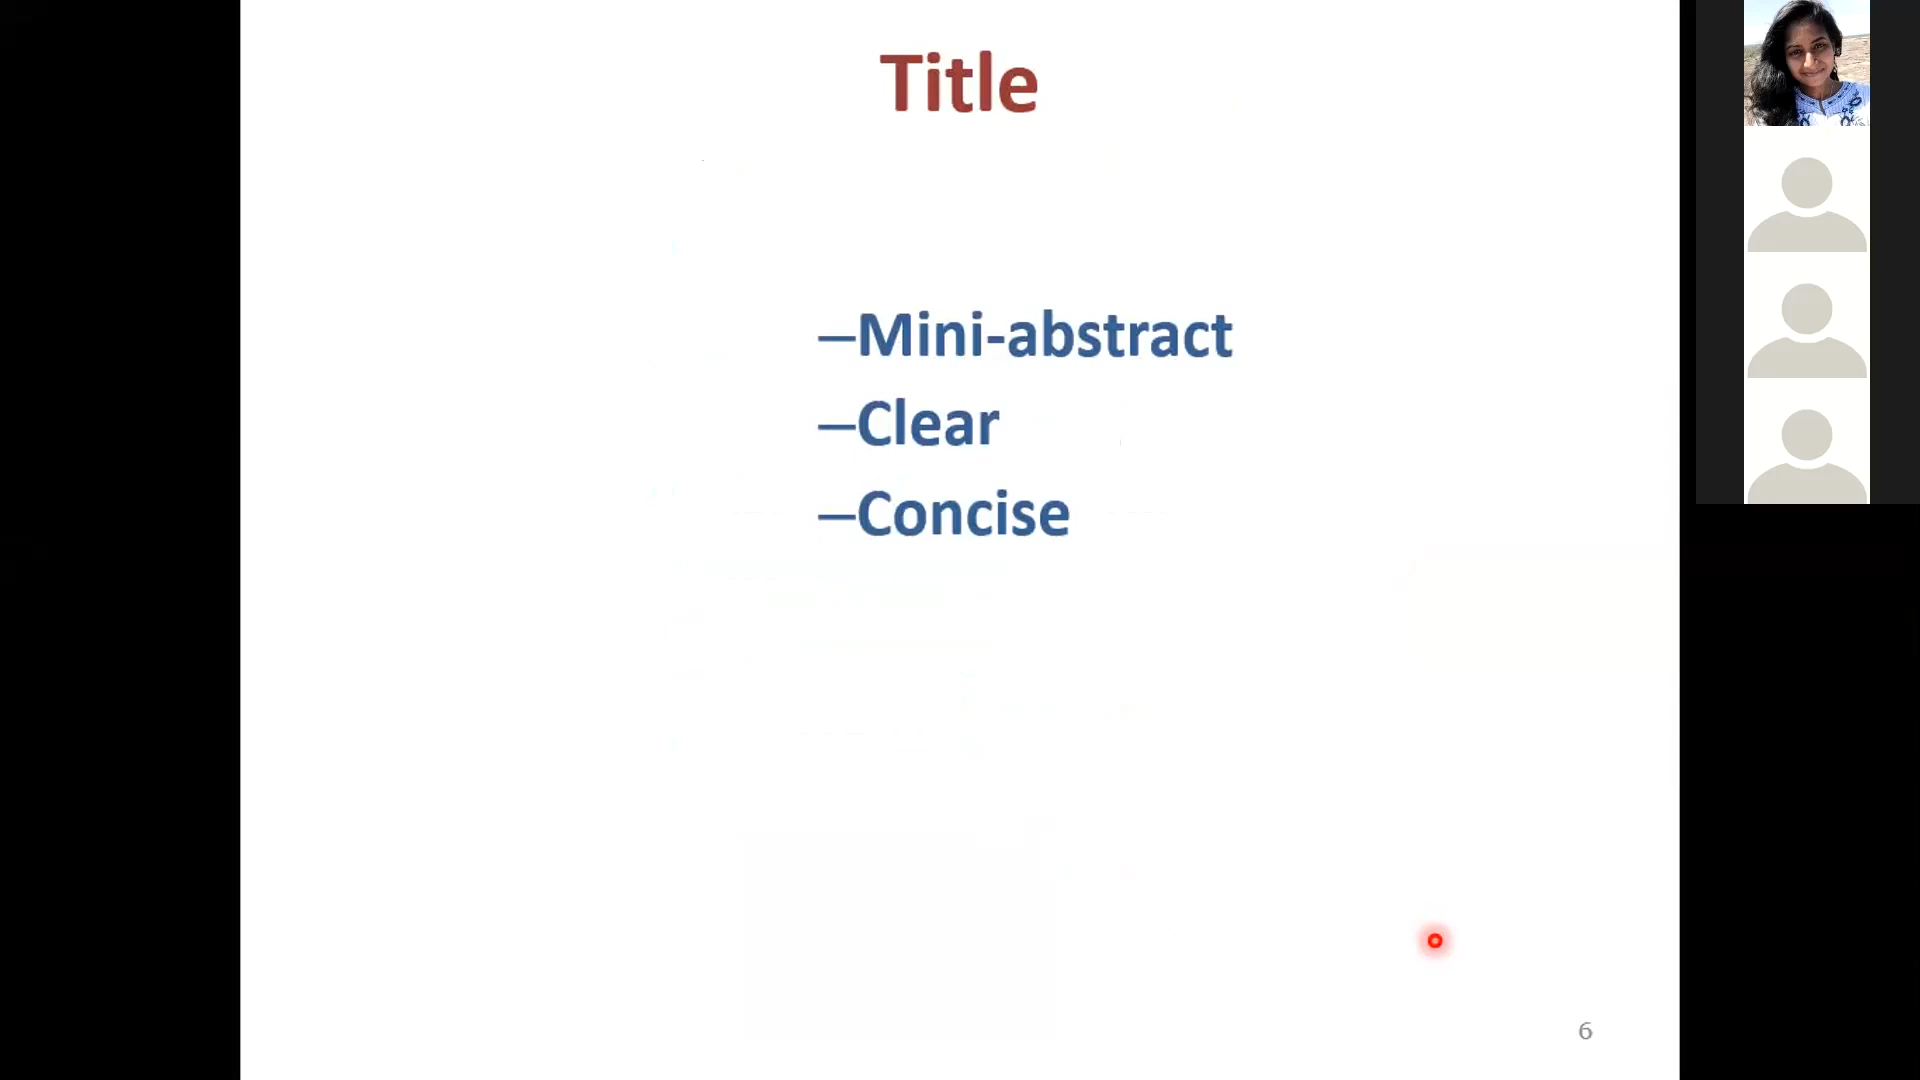 Title
–Mini-abstract
–Clear
–Concise
6